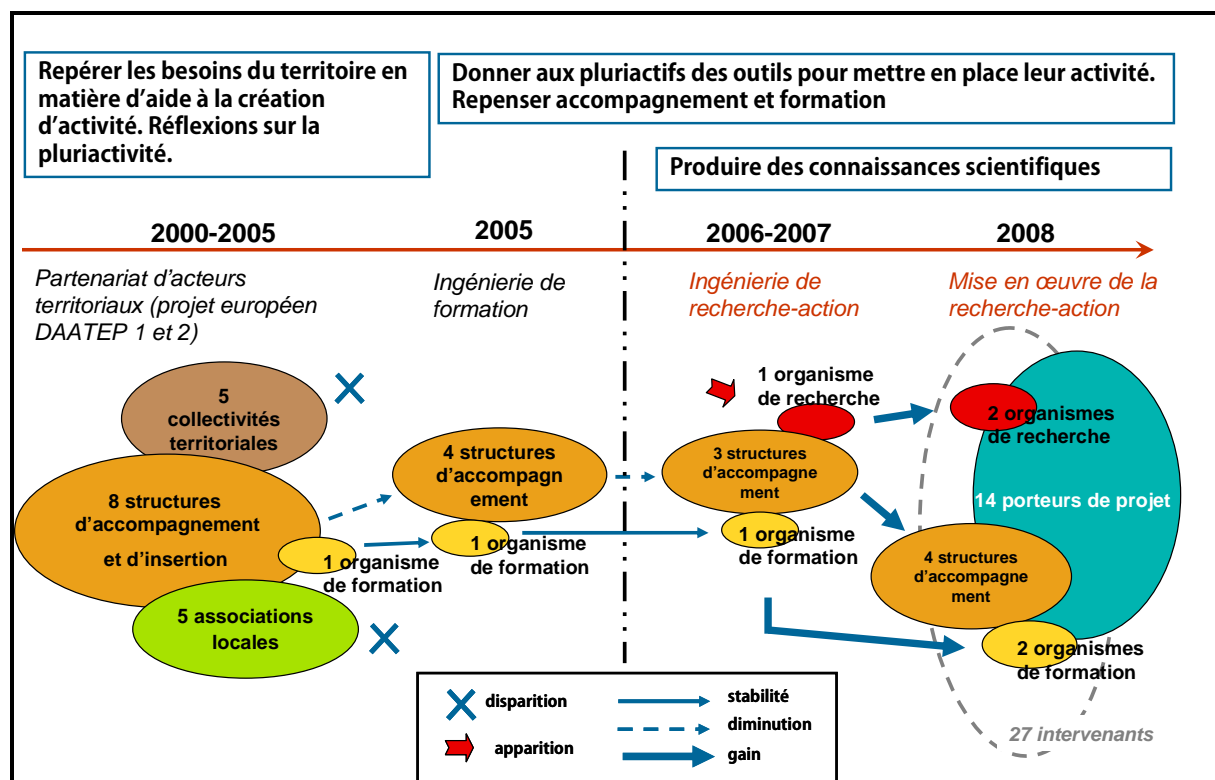 Repérer les besoins du territoire en
matière d'aide à la création
d'activité. Réflexions sur la
pluriactivité.
Donner aux pluriactifs des outils pour mettre en place leur activité.
Repenser accompagnement et formation
Produire des connaissances scientifiques
2000-2005
2005
2006-2007
2008
Partenariat d'acteurs
territoriaux (projet européen
DAATEP 1 et 2)
Ingénierie de
formation
Ingénierie de
recherche-action
Mise en œuvre de la
recherche-action
5
collectivités
territoriales
8 structures
d'accompagnement
et d'insertion
1 organisme
de formation
5 associations
locales
4 structures
d'accompagn
ement
1 organisme
de formation
1 organisme
de recherche
3 structures
d'accompagne
ment
1 organisme
de formation
2 organismes
de recherche
14 porteurs de projet
4 structures
d'accompagne
ment
2 organismes
de formation
27 intervenants
disparition
apparition
stabilité
diminution
gain